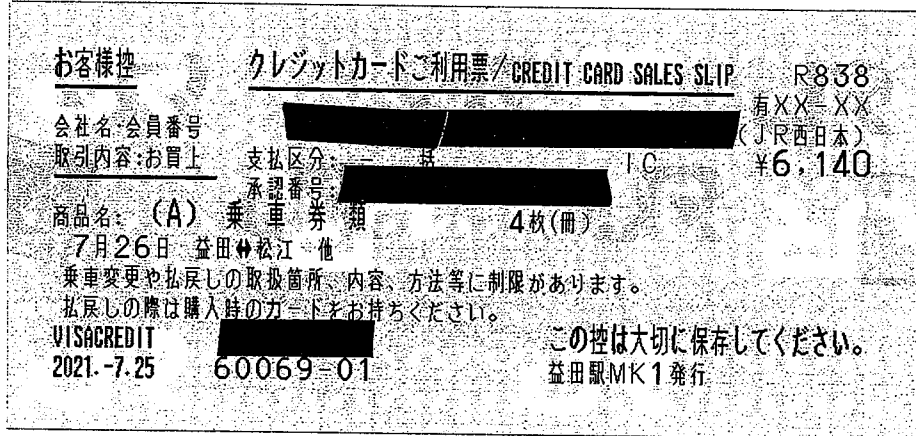 お客様控 クレジットカードご利用票/CREDIT CARD SALES SLIP R838
有XX-XX
会社名・会員番号 (JR西日本)
取引内容:お買上 支払区分: 一括 IC ¥6,140
承認番号:
商品名: (A) 乗車券類 4枚(冊)
7月26日 益田⇔松江 他
乗車変更や払戻しの取扱箇所、内容、方法等に制限があります。
払戻しの際は購入時のカードをお持ちください。
VISACREDIT この控は大切に保存してください。
2021.-7.25 60069-01 益田駅MK1発行